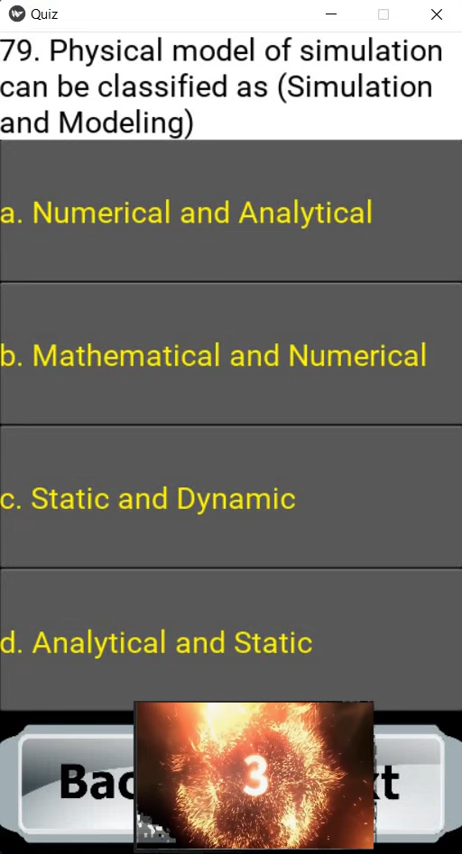 Quiz
79. Physical model of simulation
can be classified as (Simulation
and Modeling)
a. Numerical and Analytical
b. Mathematical and Numerical
c. Static and Dynamic
d. Analytical and Static
3